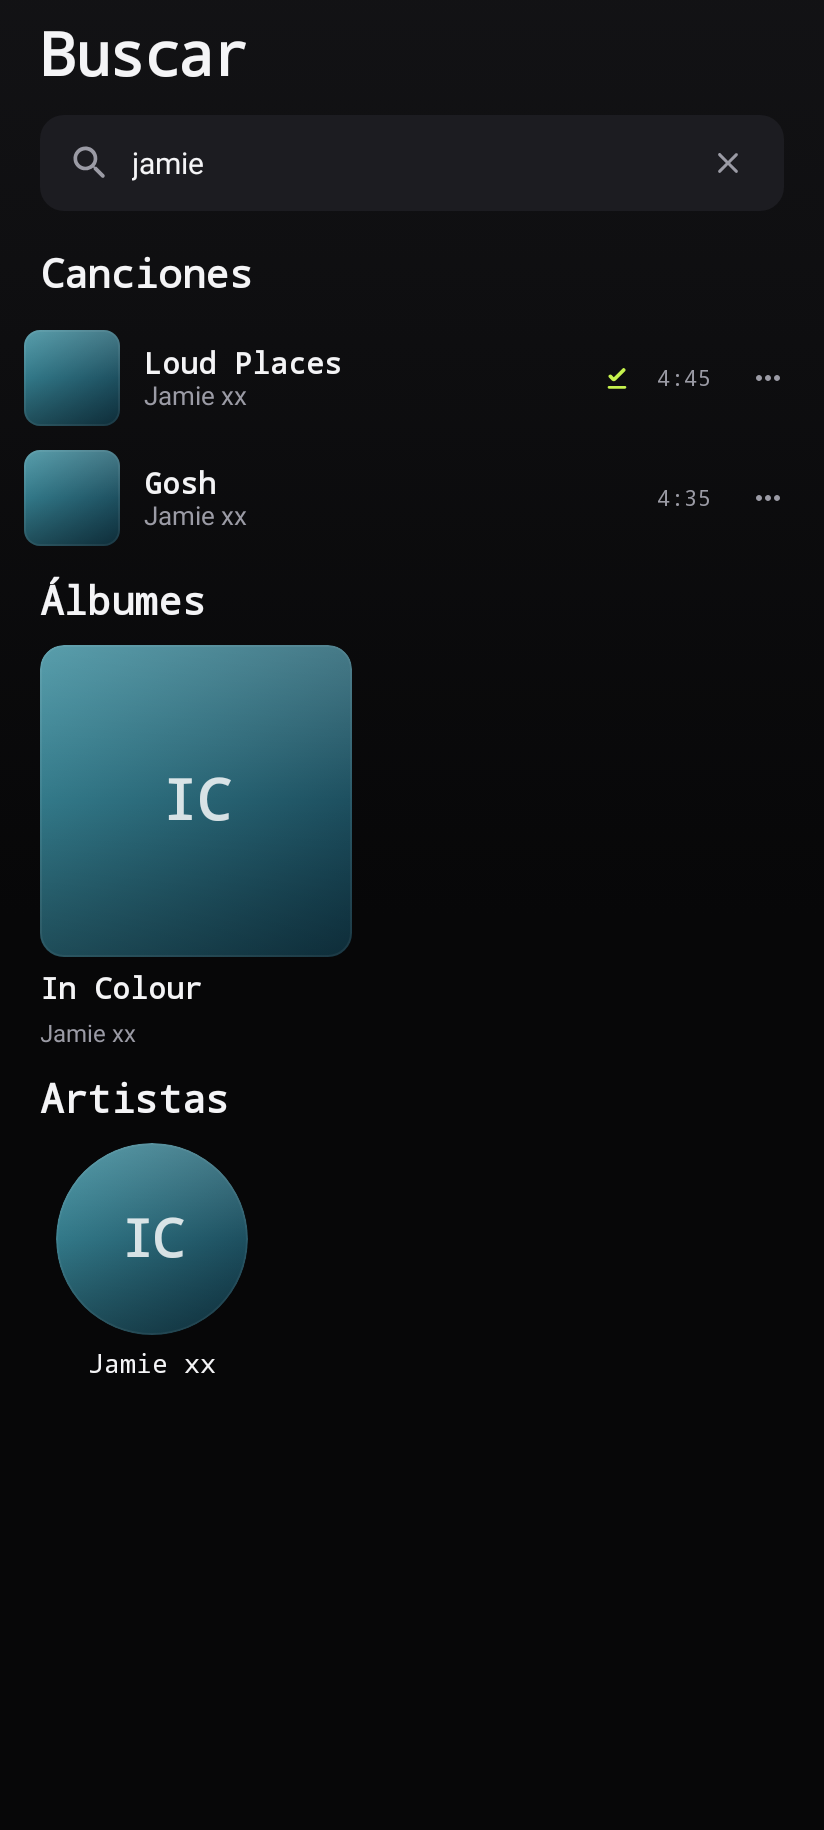 Buscar
jamie
Canciones
Loud Places
Jamie xx
4:45
Gosh
Jamie xx
4:35
Álbumes
IC
In Colour
Jamie xx
Artistas
IC
Jamie xx